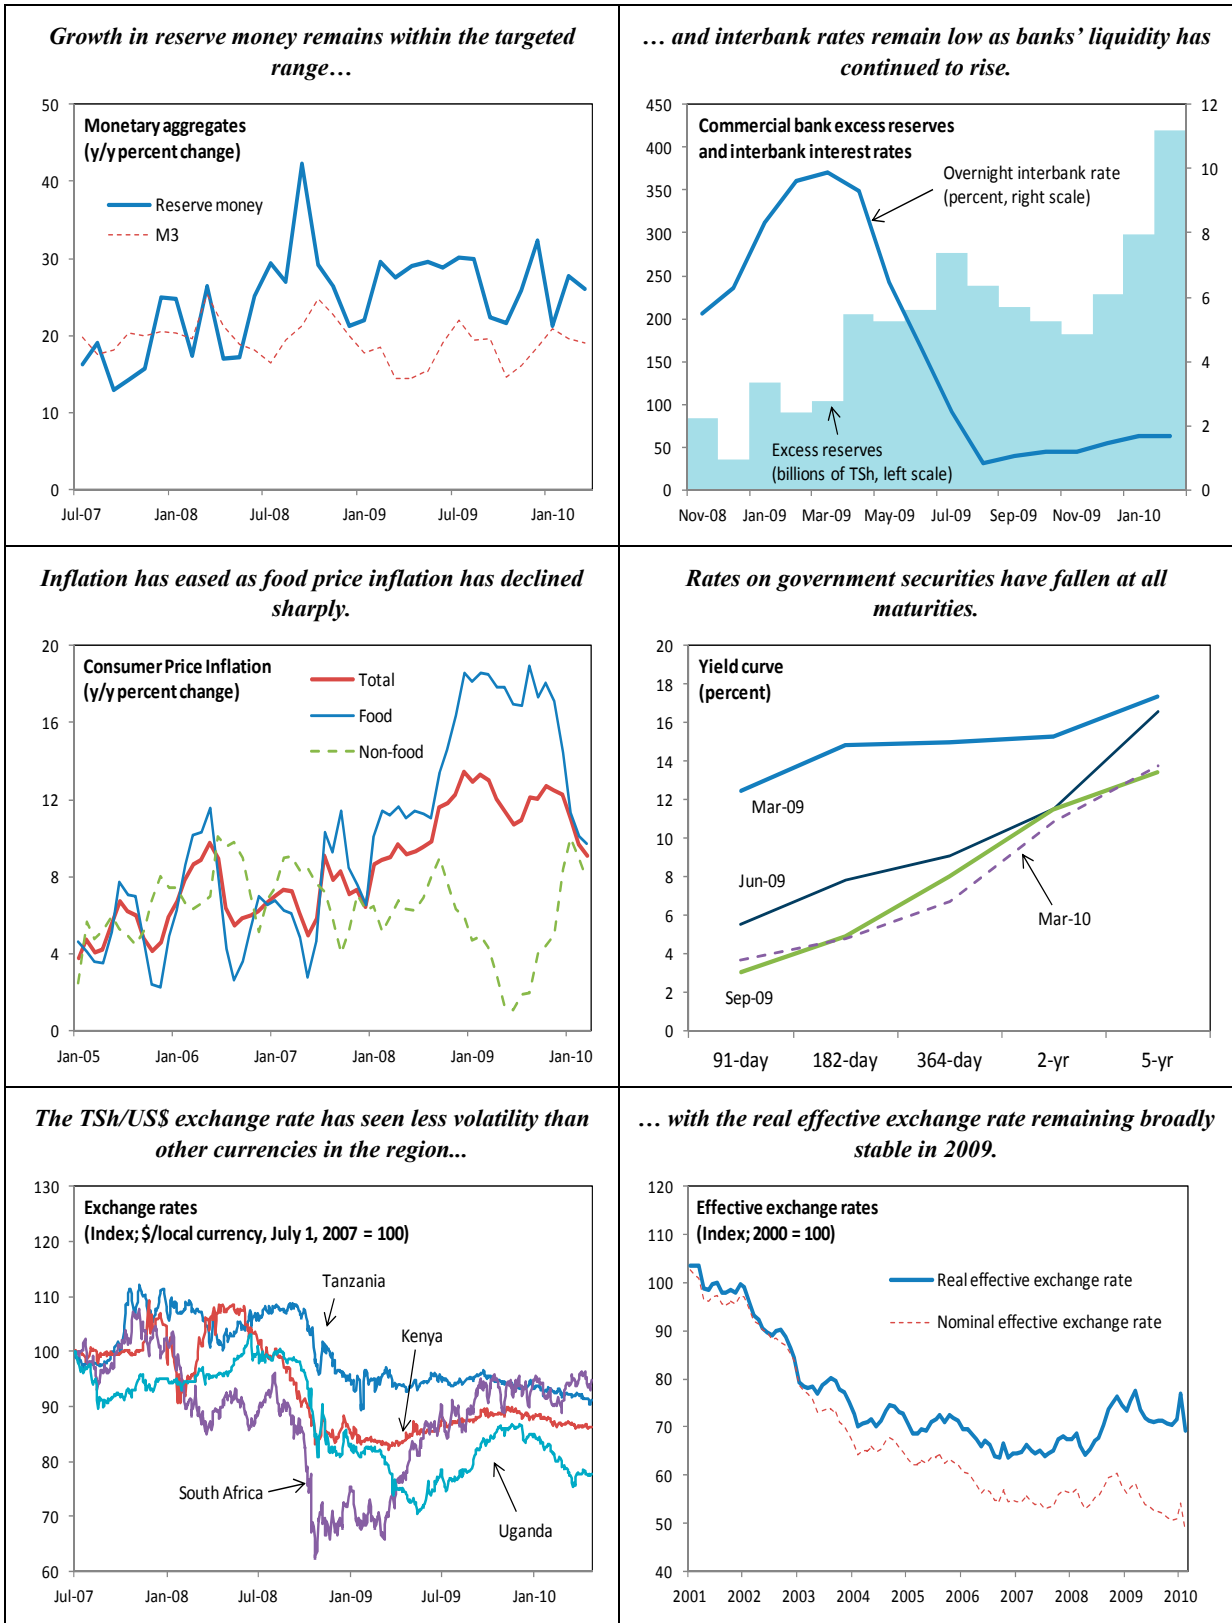 Growth in reserve money remains within the targeted
range…
Monetary aggregates
(y/y percent change)
Reserve money
M3
50
40
30
20
10
0
Jul-07 Jan-08 Jul-08 Jan-09 Jul-09 Jan-10
… and interbank rates remain low as banks’ liquidity has
continued to rise.
Commercial bank excess reserves
and interbank interest rates
Overnight interbank rate
(percent, right scale)
Excess reserves
(billions of TSh, left scale)
450
400
350
300
250
200
150
100
50
0
12
10
8
6
4
2
0
Nov-08 Jan-09 Mar-09 May-09 Jul-09 Sep-09 Nov-09 Jan-10
Inflation has eased as food price inflation has declined
sharply.
Consumer Price Inflation
(y/y percent change)
Total
Food
Non-food
20
16
12
8
4
0
Jan-05 Jan-06 Jan-07 Jan-08 Jan-09 Jan-10
Rates on government securities have fallen at all
maturities.
Yield curve
(percent)
Mar-09
Jun-09
Mar-10
Sep-09
20
18
16
14
12
10
8
6
4
2
0
91-day 182-day 364-day 2-yr 5-yr
The TSh/US$ exchange rate has seen less volatility than
other currencies in the region...
Exchange rates
(Index; $/local currency, July 1, 2007 = 100)
Tanzania
Kenya
South Africa
Uganda
130
120
110
100
90
80
70
60
Jul-07 Jan-08 Jul-08 Jan-09 Jul-09 Jan-10
… with the real effective exchange rate remaining broadly
stable in 2009.
Effective exchange rates
(Index; 2000 = 100)
Real effective exchange rate
Nominal effective exchange rate
120
110
100
90
80
70
60
50
40
2001 2002 2003 2004 2005 2006 2007 2008 2009 2010